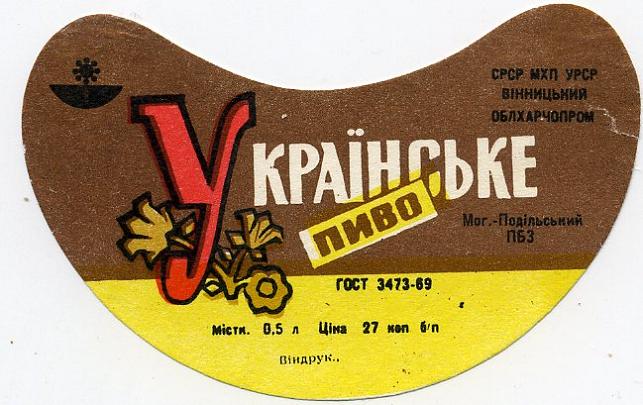 СРСР МХП УРСР
ВІННИЦЬКИЙ
ОБЛХАРЧОПРОМ
УКРАЇНСЬКЕ
ПИВО
Мог.-Подільський
ПБЗ
ГОСТ 3473-69
Місти. 0,5 л Ціна 27 коп б/п
Віндрук..